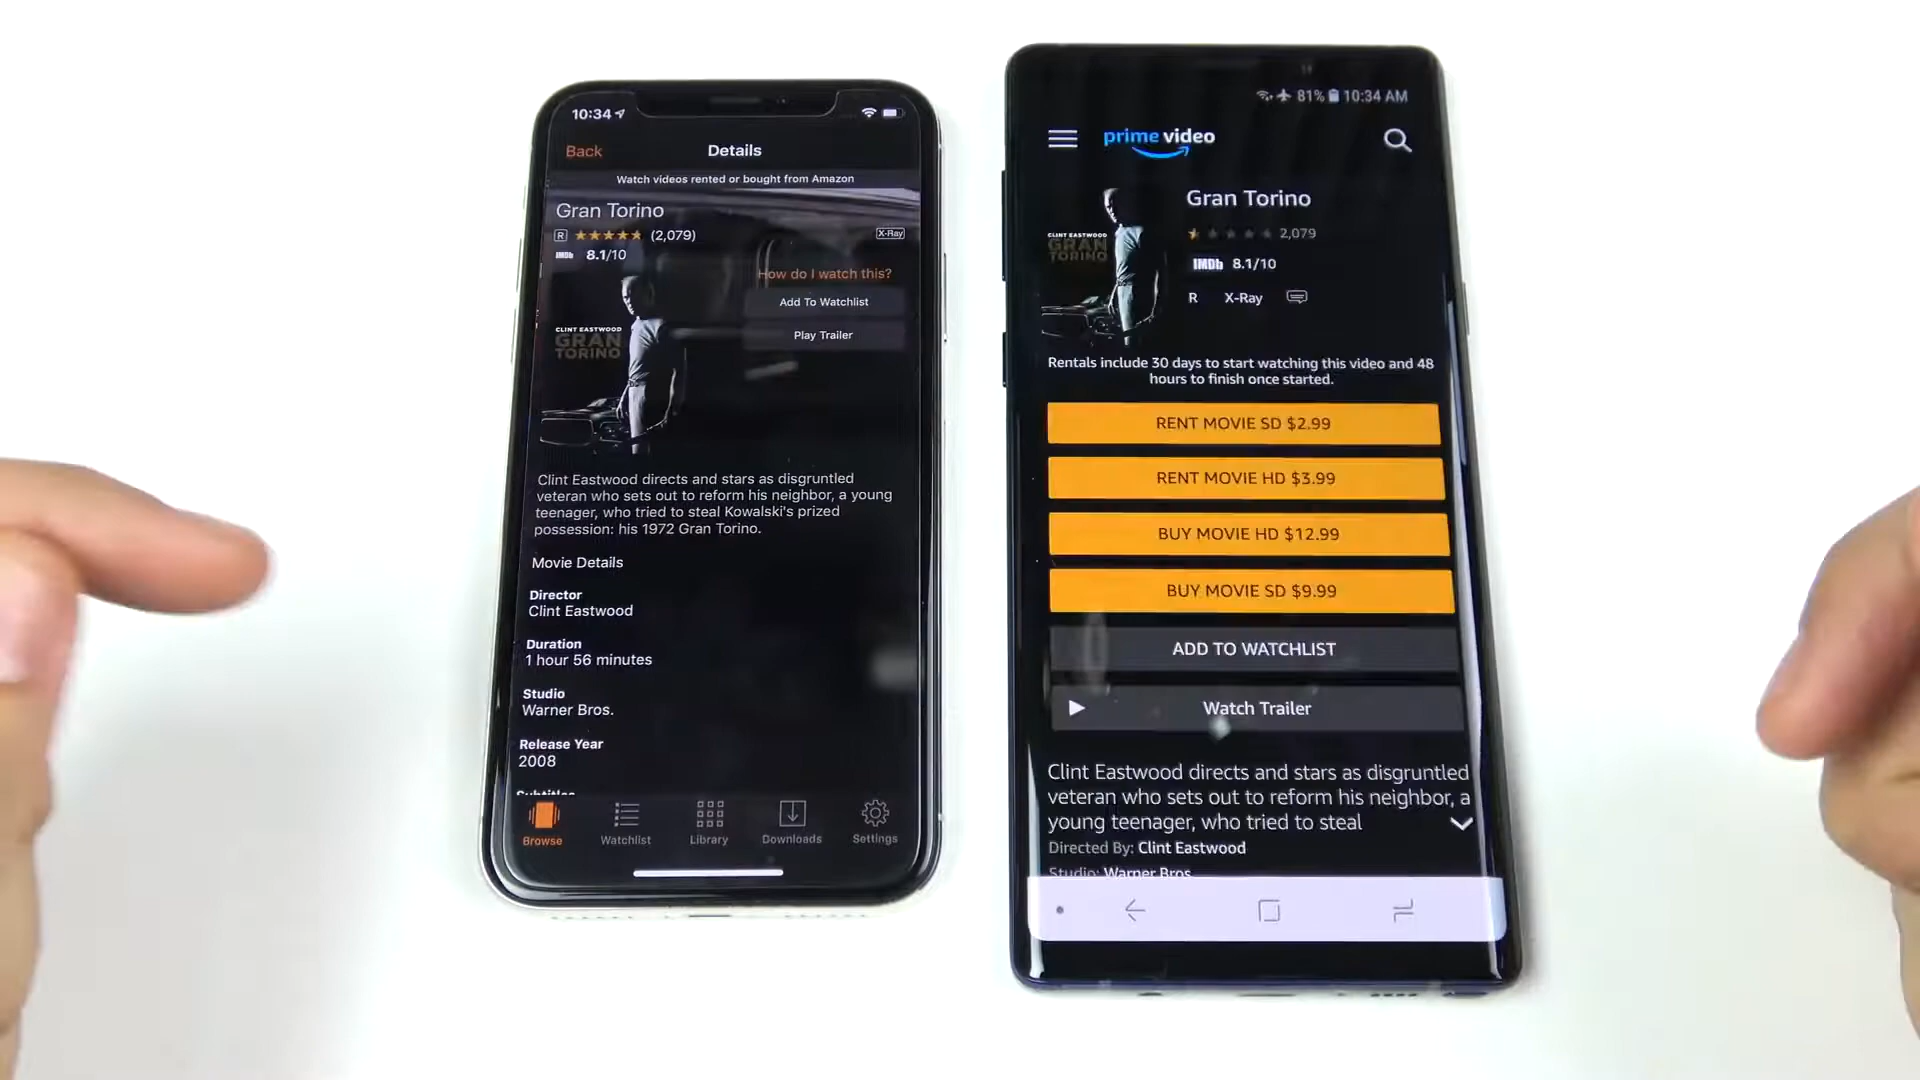 10:34
Back
Details
Watch videos rented or bought from Amazon
Gran Torino
R
(2,079)
X-Ray
IMDb 8.1/10
How do I watch this?
Add To Watchlist
Play Trailer
CLINT EASTWOOD
GRAN
TORINO
Clint Eastwood directs and stars as disgruntled
veteran who sets out to reform his neighbor, a young
teenager, who tried to steal Kowalski's prized
possession: his 1972 Gran Torino.
Movie Details
Director
Clint Eastwood
Duration
1 hour 56 minutes
Studio
Warner Bros.
Release Year
2008
Subtitles
Browse
Watchlist
Library
Downloads
Settings
81% 10:34 AM
prime video
Gran Torino
2,079
IMDb 8.1/10
R X-Ray
CLINT EASTWOOD
GRAN
TORINO
Rentals include 30 days to start watching this video and 48
hours to finish once started.
RENT MOVIE SD $2.99
RENT MOVIE HD $3.99
BUY MOVIE HD $12.99
BUY MOVIE SD $9.99
ADD TO WATCHLIST
Watch Trailer
Clint Eastwood directs and stars as disgruntled
veteran who sets out to reform his neighbor, a
young teenager, who tried to steal
Directed By: Clint Eastwood
Studio: Warner Bros.